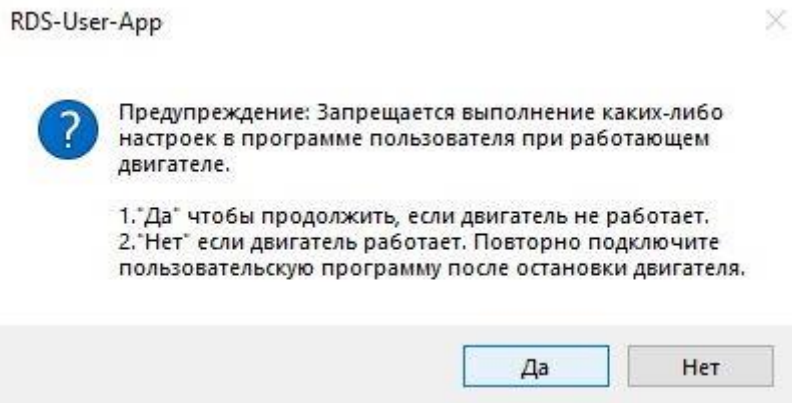 RDS-User-App
Предупреждение: Запрещается выполнение каких-либо
настроек в программе пользователя при работающем
двигателе.
1."Да" чтобы продолжить, если двигатель не работает.
2."Нет" если двигатель работает. Повторно подключите
пользовательскую программу после остановки двигателя.
Да
Нет